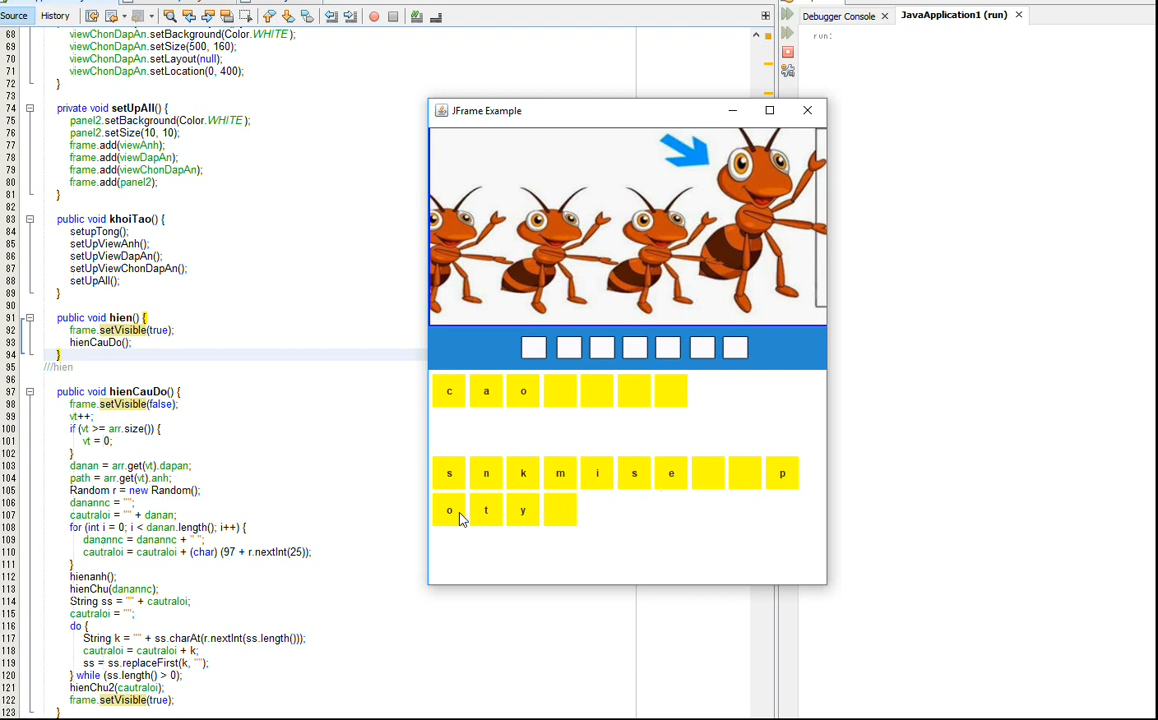 Source History
68 viewChonDapAn.setBackground(Color.WHITE);
69 viewChonDapAn.setSize(500, 160);
70 viewChonDapAn.setLayout(null);
71 viewChonDapAn.setLocation(0, 400);
72 }
73
74 private void setUpAll() {
75 panel2.setBackground(Color.WHITE);
76 panel2.setSize(10, 10);
77 frame.add(viewAnh);
78 frame.add(viewDapAn);
79 frame.add(viewChonDapAn);
80 frame.add(panel2);
81 }
82
83 public void khoiTao() {
84 setupTong();
85 setUpViewAnh();
86 setUpViewDapAn();
87 setUpViewChonDapAn();
88 setUpAll();
89 }
90
91 public void hien() {
92 frame.setVisible(true);
93 hienCauDo();
94 }
95 ///hien
96
97 public void hienCauDo() {
98 frame.setVisible(false);
99 vt++;
100 if (vt >= arr.size()) {
101 vt = 0;
102 }
103 danan = arr.get(vt).dapan;
104 path = arr.get(vt).anh;
105 Random r = new Random();
106 danannc = "";
107 cautraloi = "" + danan;
108 for (int i = 0; i < danan.length(); i++) {
109 danannc = danannc + " ";
110 cautraloi = cautraloi + (char) (97 + r.nextInt(25));
111 }
112 hienanh();
113 hienChu(danannc);
114 String ss = "" + cautraloi;
115 cautraloi = "";
116 do {
117 String k = "" + ss.charAt(r.nextInt(ss.length()));
118 cautraloi = cautraloi + k;
119 ss = ss.replaceFirst(k, "");
120 } while (ss.length() > 0);
121 hienChu2(cautraloi);
122 frame.setVisible(true);
123 }
JFrame Example
c a o
s n k m i s e p
o t y
Debugger Console JavaApplication1 (run)
run: